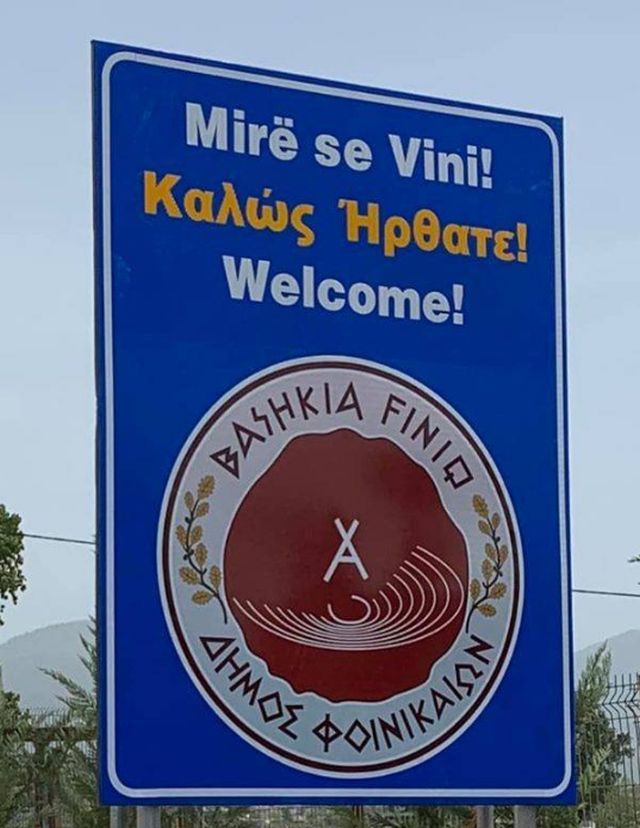 Mirë se Vini!
Καλώς Ήρθατε!
Welcome!
BASHKIA FINIQ
ΔΗΜΟΣ ΦΟΙΝΙΚΑΙΩΝ